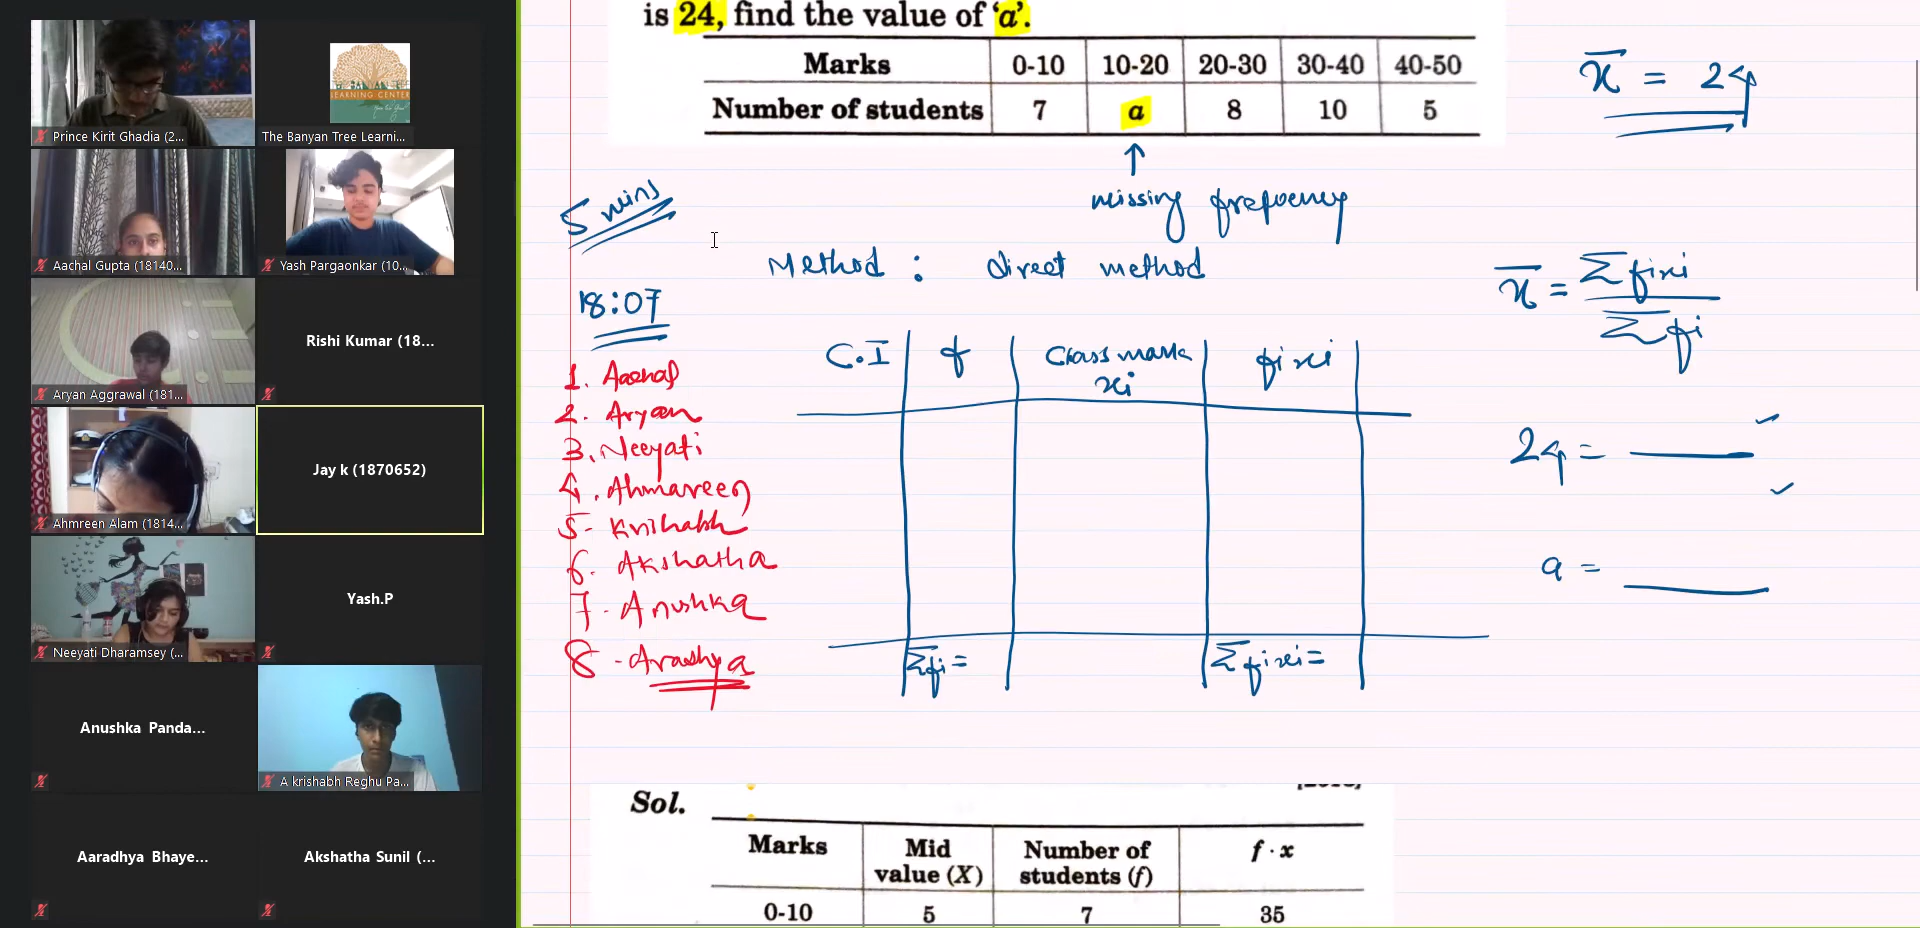 Prince Kirit Ghadia (2...
LEARNING CENTER
The Banyan Tree Learni...
Aachal Gupta (18140...
Yash Pargaonkar (10...
Aryan Aggrawal (181...
Rishi Kumar (18...
Ahmreen Alam (1814...
Jay k (1870652)
Neeyati Dharamsey (...
Yash.P
Anushka Panda...
A krishabh Reghu Pa...
Aaradhya Bhaye...
Akshatha Sunil (...
is 24, find the value of 'a'.
Marks 0-10 10-20 20-30 30-40 40-50
Number of students 7 a 8 10 5
x̄ = 24
↑
missing frequency
5 mins
Method : direct method
18:07
x̄ = Σfixi / Σfi
C.I f Class mark xi fixi
1. Aachal
2. Aryan
3. Neeyati
4. Ahmareen
5- Krishabh
6- Akshatha
7- Anushka
8 - Aradhya
24 =
a =
Σfi = Σfixi =
Sol.
Marks Mid value (X) Number of students (f) f · x
0-10 5 7 35